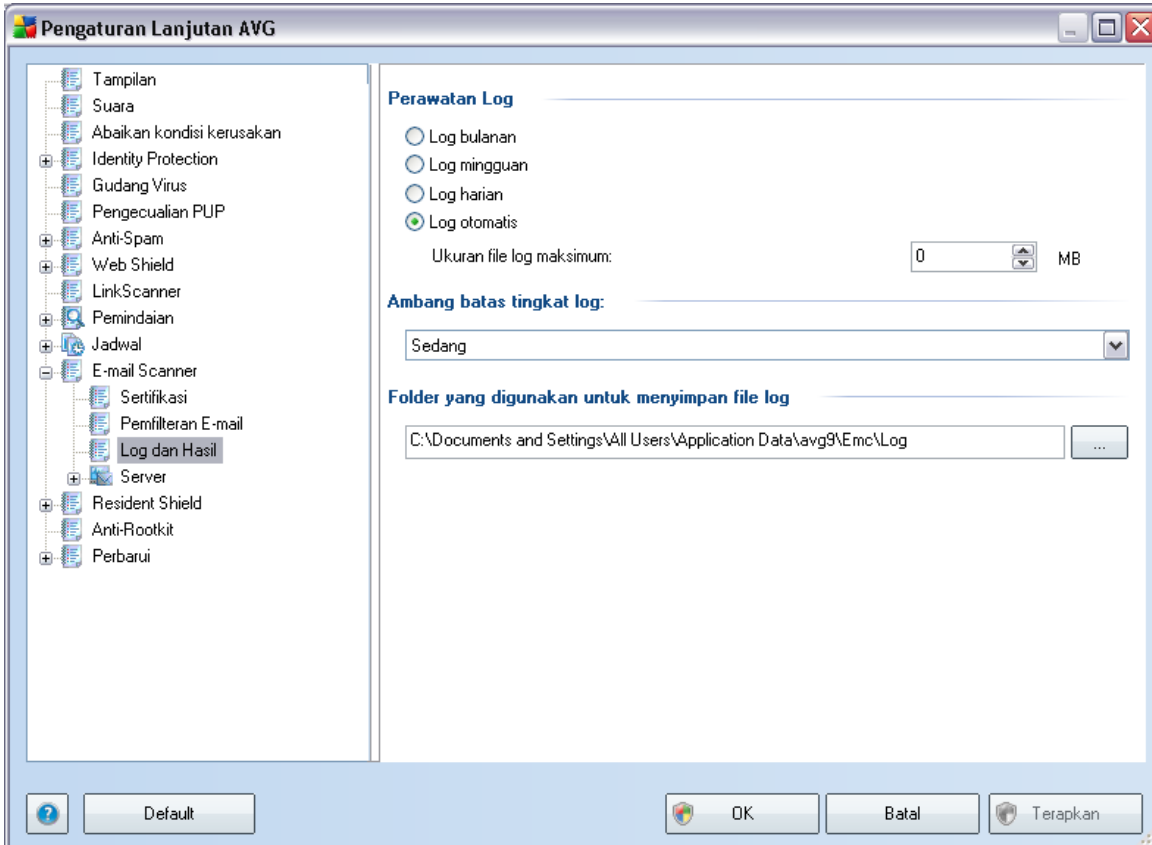 Pengaturan Lanjutan AVG
Tampilan
Suara
Abaikan kondisi kerusakan
Identity Protection
Gudang Virus
Pengecualian PUP
Anti-Spam
Web Shield
LinkScanner
Pemindaian
Jadwal
E-mail Scanner
Sertifikasi
Pemfilteran E-mail
Log dan Hasil
Server
Resident Shield
Anti-Rootkit
Perbarui
Perawatan Log
Log bulanan
Log mingguan
Log harian
Log otomatis
Ukuran file log maksimum: 0 MB
Ambang batas tingkat log:
Sedang
Folder yang digunakan untuk menyimpan file log
C:\Documents and Settings\All Users\Application Data\avg9\Emc\Log ...
? Default OK Batal Terapkan